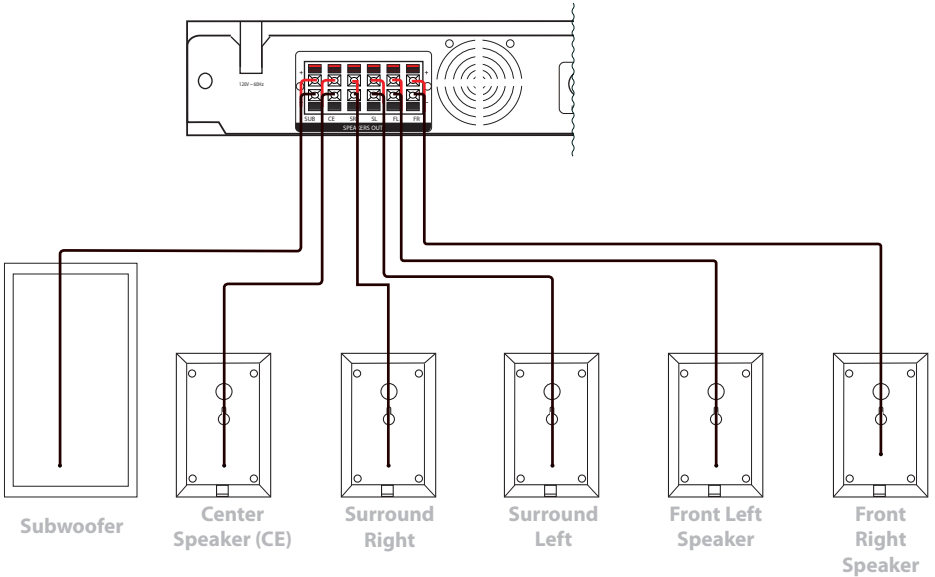 120V ~ 60Hz
+
+
–
SUB CE SR SL FL FR
SPEAKERS OUT
Subwoofer
Center
Speaker (CE)
Surround
Right
Surround
Left
Front Left
Speaker
Front
Right
Speaker